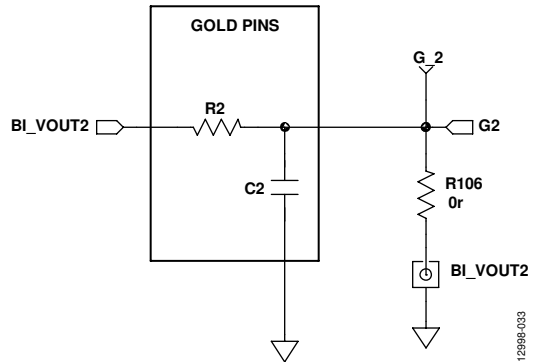 GOLD PINS
G_2
R2
BI_VOUT2
G2
C2
R106
0r
BI_VOUT2
12998-033